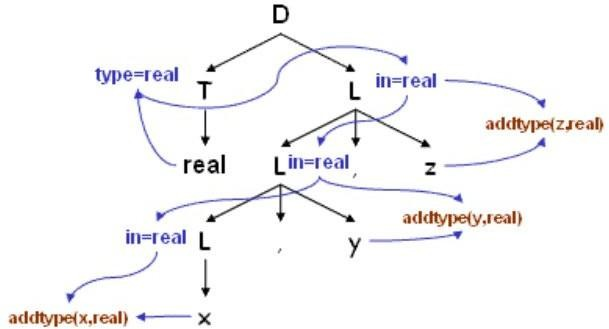 D
type=real
T
L
in=real
addtype(z,real)
real
L
in=real
,
z
addtype(y,real)
in=real
L
,
y
addtype(x,real)
x